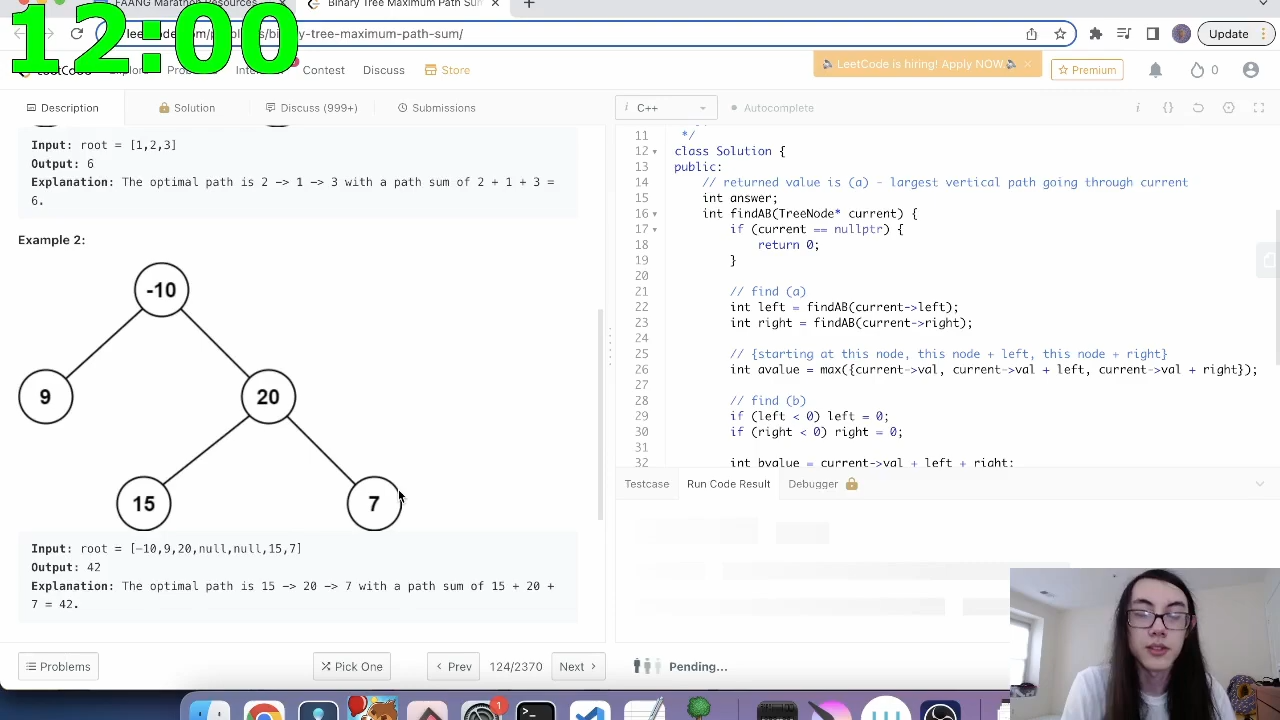 FAANG Marathon Resources
Binary Tree Maximum Path Sum
12:00
leetcode.com/problems/binary-tree-maximum-path-sum/
Update
Contest
Discuss
Store
LeetCode is hiring! Apply NOW.
Premium
0
Description
Solution
Discuss (999+)
Submissions
i C++
Autocomplete
Input: root = [1,2,3]
Output: 6
Explanation: The optimal path is 2 -> 1 -> 3 with a path sum of 2 + 1 + 3 =
6.
Example 2:
-10
9
20
15
7
Input: root = [-10,9,20,null,null,15,7]
Output: 42
Explanation: The optimal path is 15 -> 20 -> 7 with a path sum of 15 + 20 +
7 = 42.
11 */
12 class Solution {
13 public:
14 // returned value is (a) - largest vertical path going through current
15 int answer;
16 int findAB(TreeNode* current) {
17 if (current == nullptr) {
18 return 0;
19 }
20
21 // find (a)
22 int left = findAB(current->left);
23 int right = findAB(current->right);
24
25 // {starting at this node, this node + left, this node + right}
26 int avalue = max({current->val, current->val + left, current->val + right});
27
28 // find (b)
29 if (left < 0) left = 0;
30 if (right < 0) right = 0;
31
32 int bvalue = current->val + left + right;
Testcase
Run Code Result
Debugger
Problems
Pick One
Prev
124/2370
Next
Pending...
1